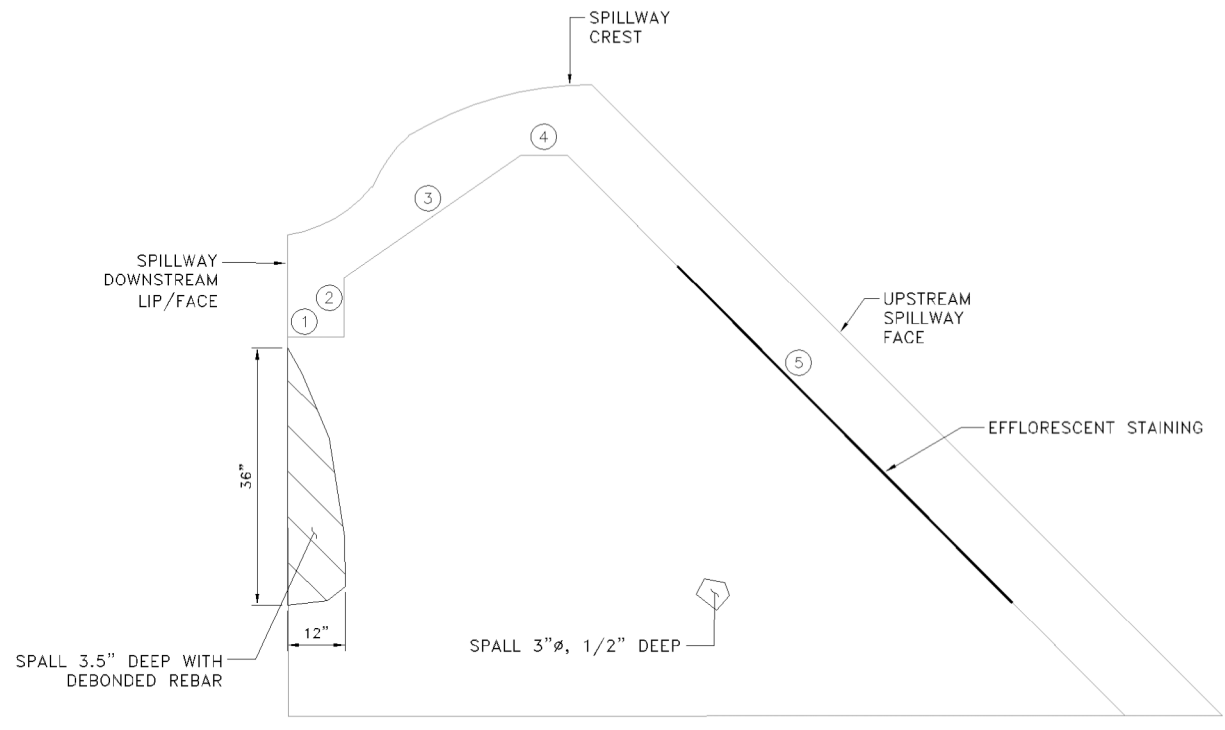 SPILLWAY
CREST
4
3
SPILLWAY
DOWNSTREAM
LIP/FACE
2
1
UPSTREAM
SPILLWAY
FACE
5
EFFLORESCENT STAINING
36"
12"
SPALL 3"ø, 1/2" DEEP
SPALL 3.5" DEEP WITH
DEBONDED REBAR